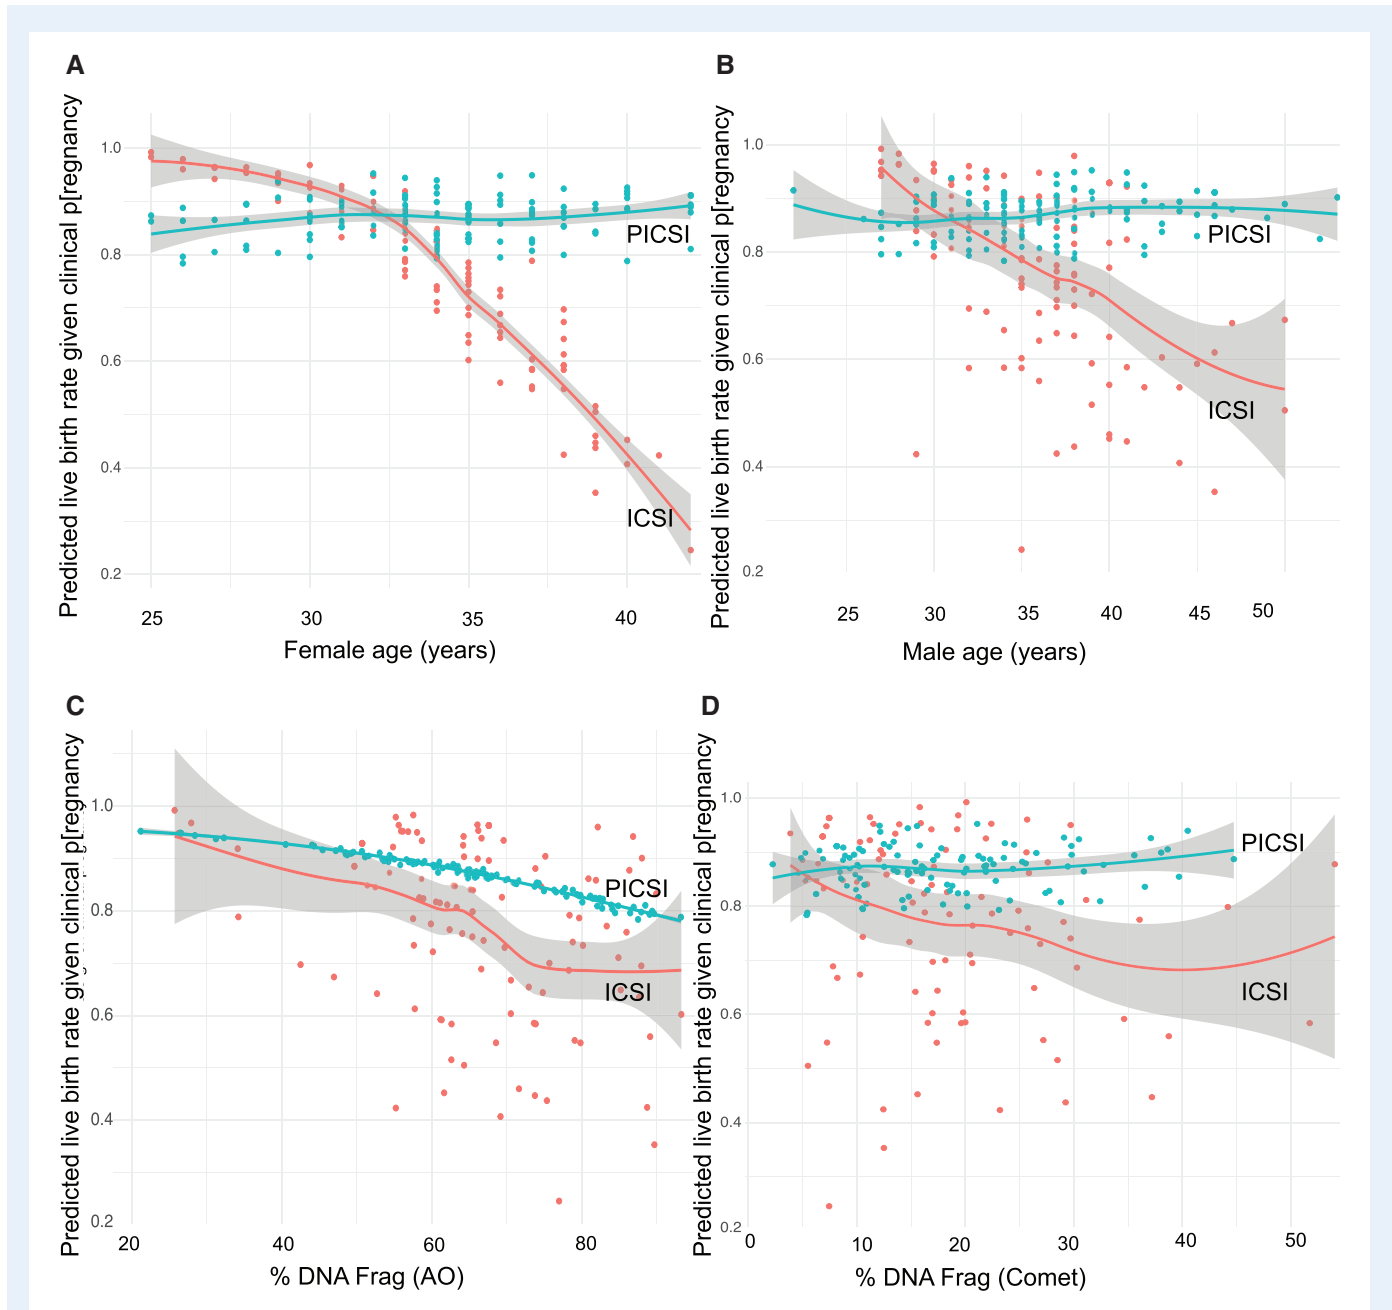 A
Predicted live birth rate given clinical p[regnancy
1.0
0.8
0.6
0.4
0.2
PICSI
ICSI
25 30 35 40
Female age (years)
B
Predicted live birth rate given clinical p[regnancy
1.0
0.8
0.6
0.4
0.2
PICSI
ICSI
25 30 35 40 45 50
Male age (years)
C
Predicted live birth rate given clinical p[regnancy
1.0
0.8
0.6
0.4
0.2
PICSI
ICSI
20 40 60 80
% DNA Frag (AO)
D
Predicted live birth rate given clinical p[regnancy
1.0
0.8
0.6
0.4
0.2
PICSI
ICSI
0 10 20 30 40 50
% DNA Frag (Comet)